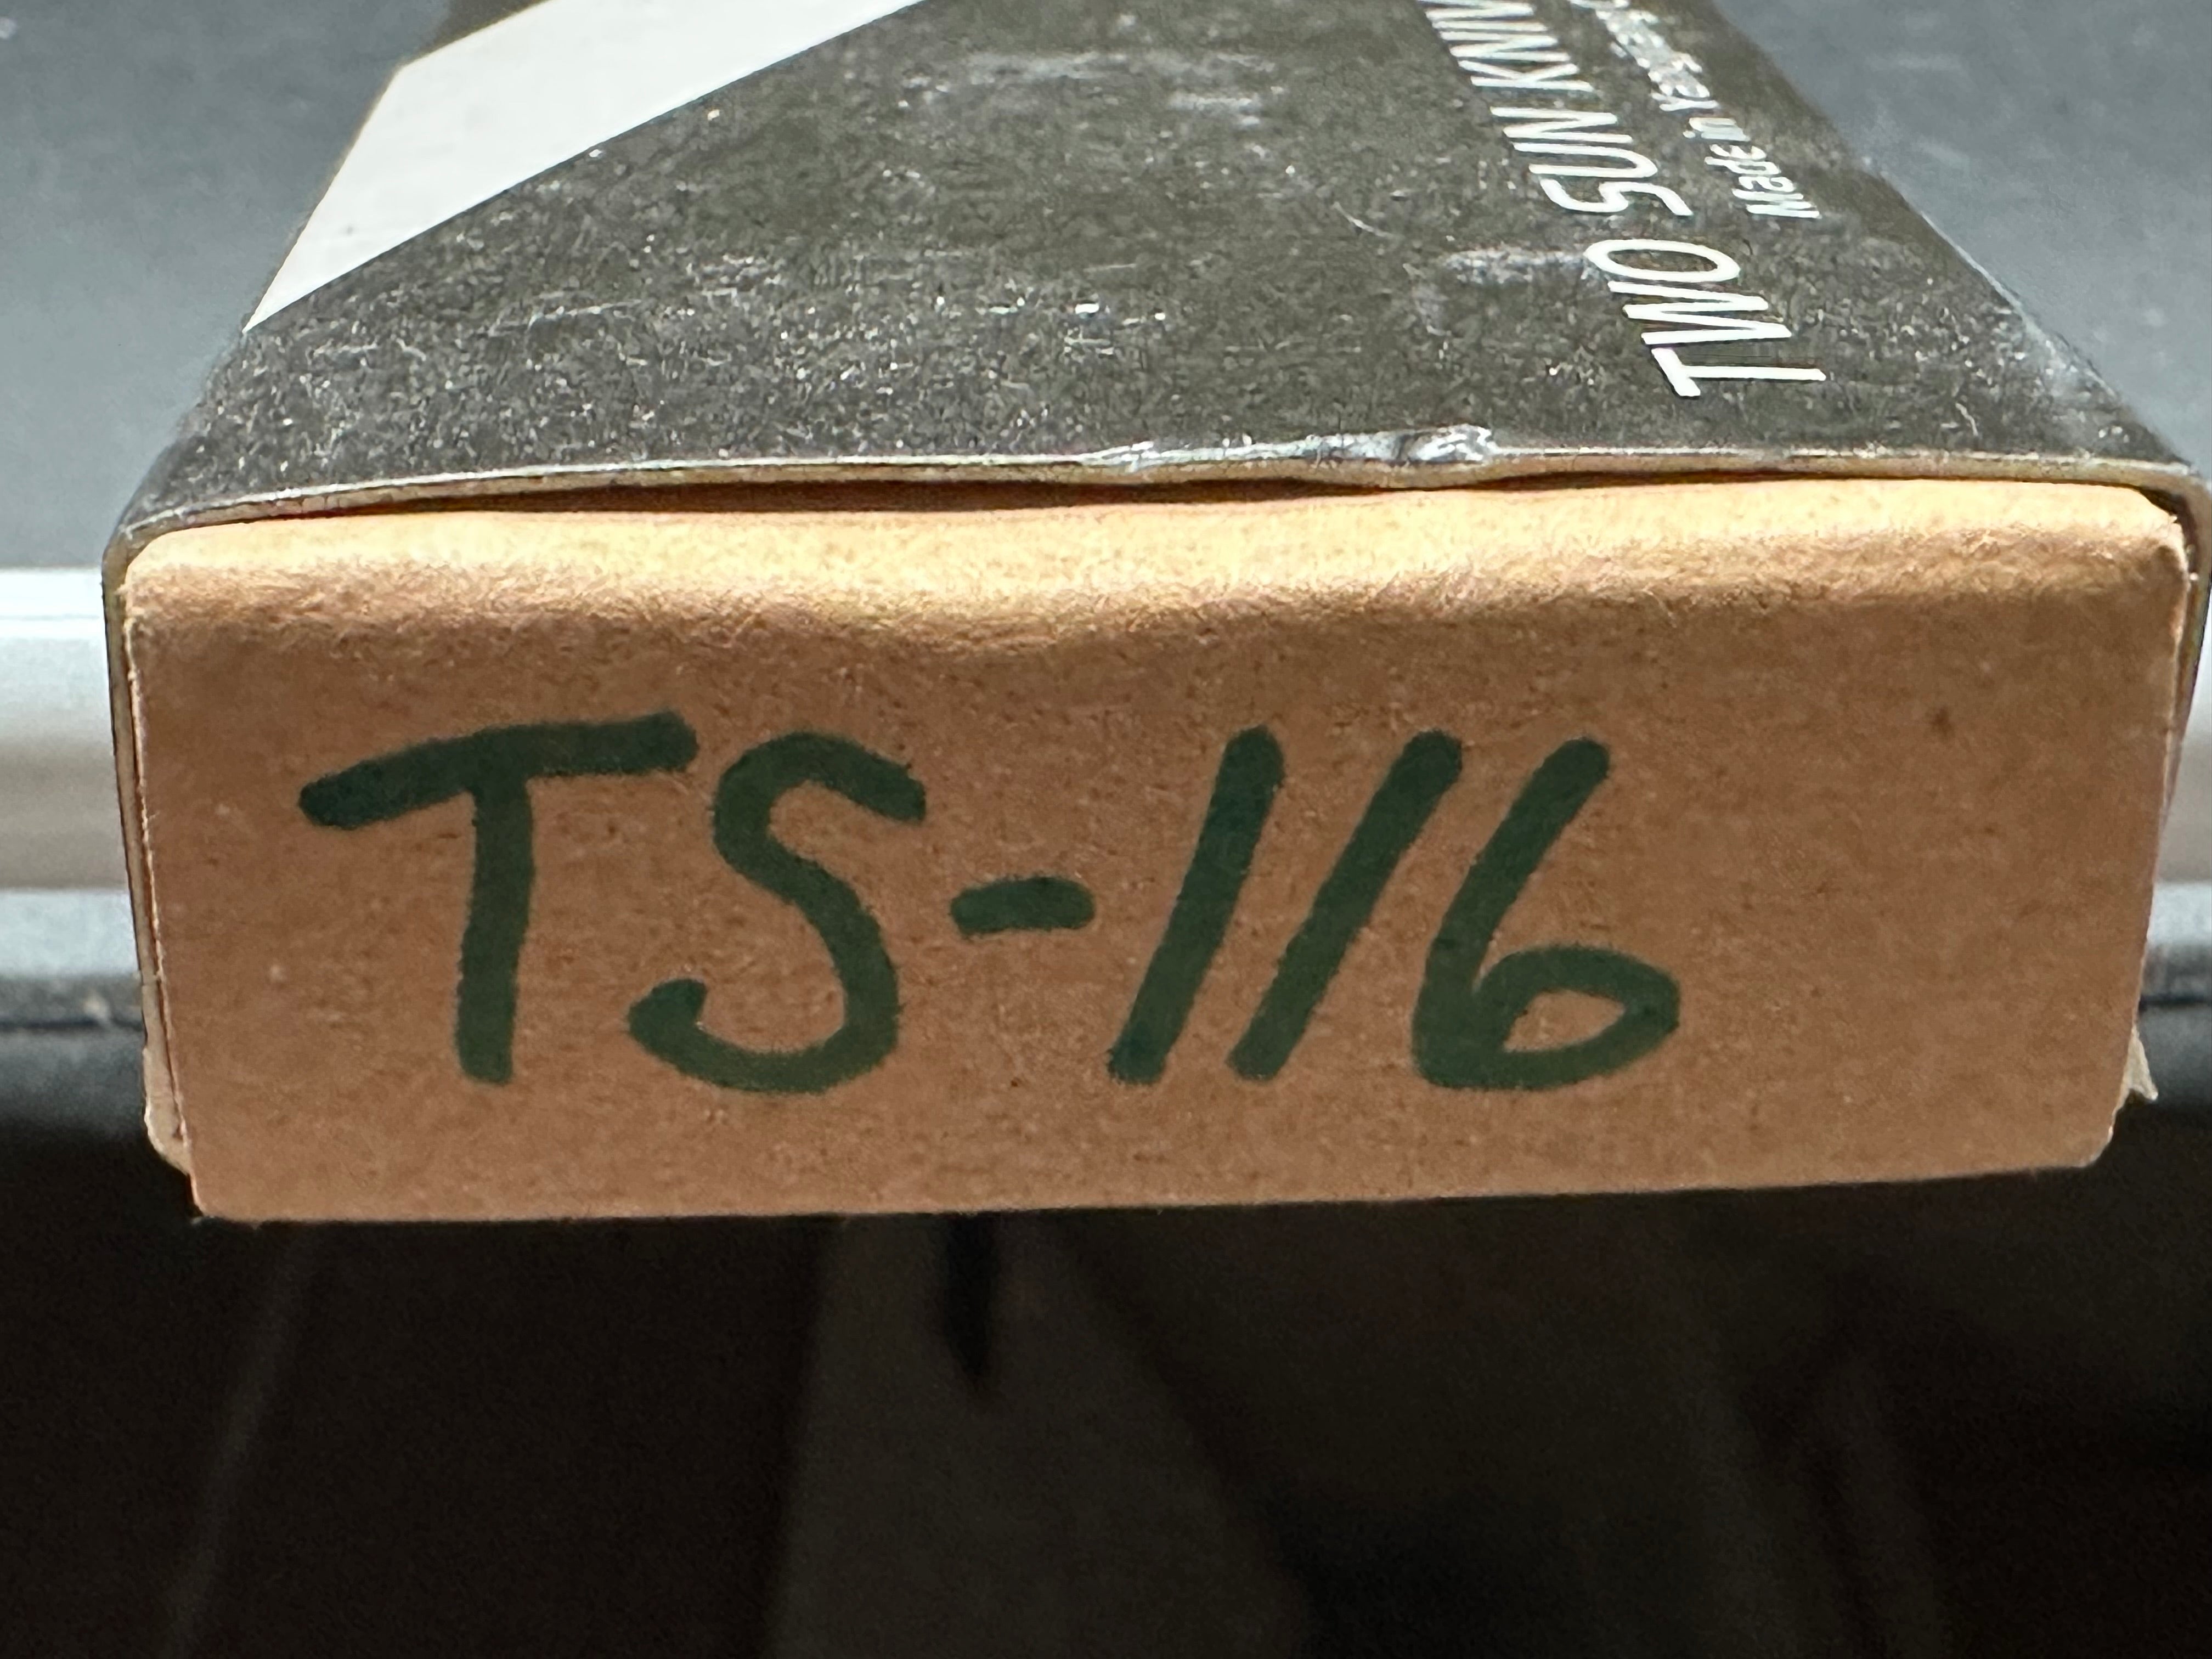 TWO SUN
Made in
TS-116